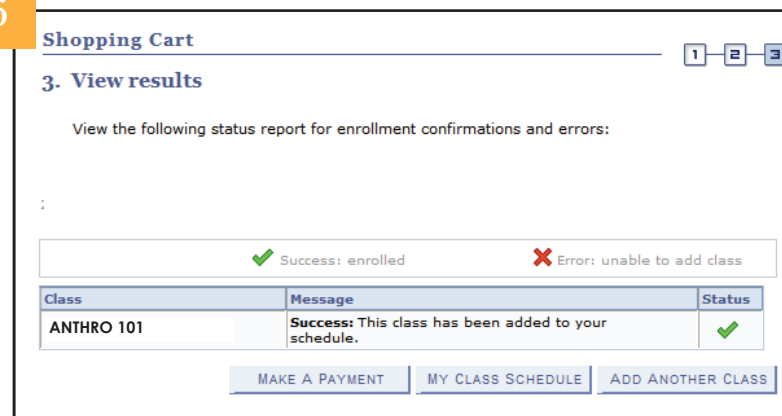 Shopping Cart
1 2 3
3. View results
View the following status report for enrollment confirmations and errors:
Success: enrolled Error: unable to add class
Class Message Status
ANTHRO 101 Success: This class has been added to your
schedule.
MAKE A PAYMENT MY CLASS SCHEDULE ADD ANOTHER CLASS